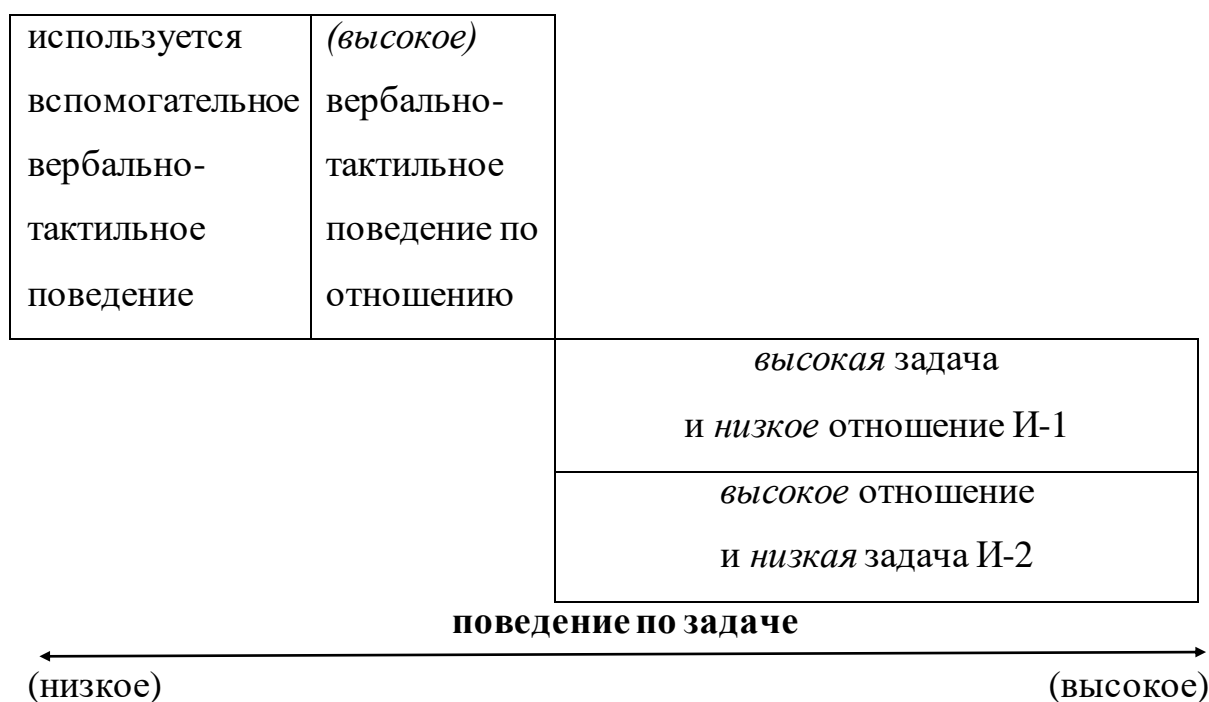 используется
вспомогательное
вербально-
тактильное
поведение
(высокое)
вербально-
тактильное
поведение по
отношению
высокая задача
и низкое отношение И-1
высокое отношение
и низкая задача И-2
поведение по задаче
(низкое) (высокое)